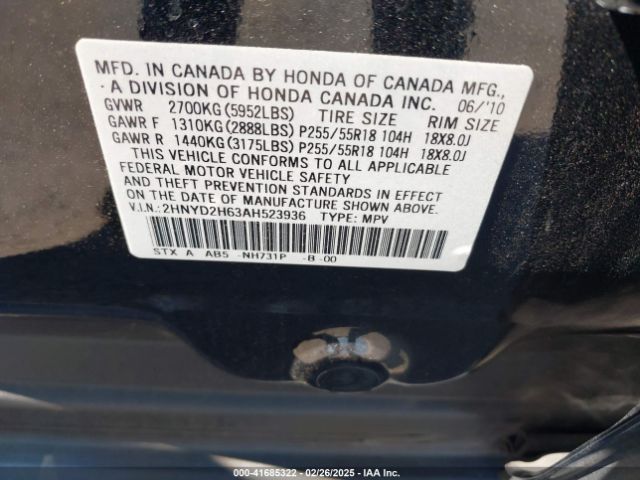 MFD. IN CANADA BY HONDA OF CANADA MFG.,
A DIVISION OF HONDA CANADA INC. 06/'10
GVWR 2700KG(5952LBS) TIRE SIZE RIM SIZE
GAWR F 1310KG(2888LBS) P255/55R18 104H 18X8.0J
GAWR R 1440KG(3175LBS) P255/55R18 104H 18X8.0J
THIS VEHICLE CONFORMS TO ALL APPLICABLE
FEDERAL MOTOR VEHICLE SAFETY
AND THEFT PREVENTION STANDARDS IN EFFECT
ON THE DATE OF MANUFACTURE SHOWN ABOVE.
V.I.N.: 2HNYD2H63AH523936 TYPE: MPV
STX A AB5 -NH731P -B -00
00-41685322 02/26/2025 IAA Inc.